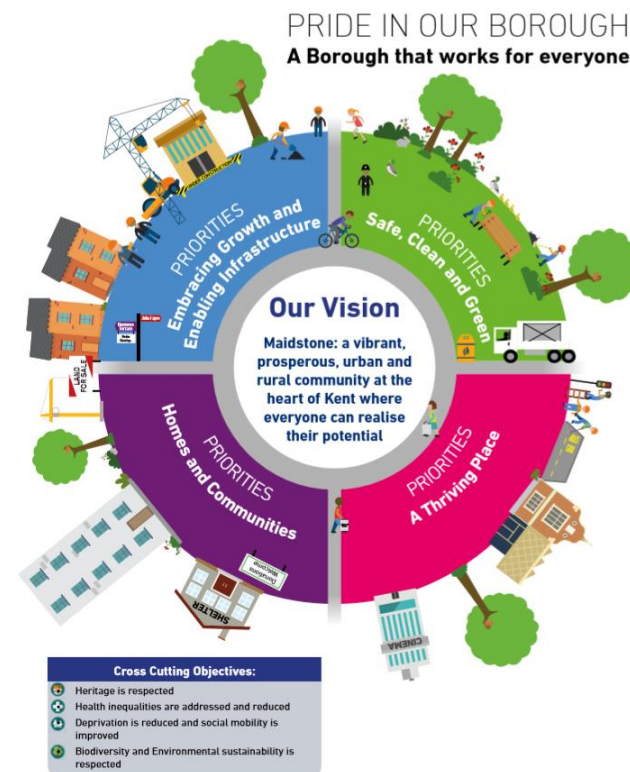 PRIDE IN OUR BOROUGH
A Borough that works for everyone
UNDER CONSTRUCTION
PRIORITIES
Embracing Growth and
Enabling Infrastructure
PRIORITIES
Safe, Clean and Green
LAND
FOR SALE
Our Vision
Maidstone: a vibrant,
prosperous, urban and
rural community at the
heart of Kent where
everyone can realise
their potential
PRIORITIES
Homes and Communities
PRIORITIES
A Thriving Place
Donations
Welcome
SHELTER
CINEMA
Cross Cutting Objectives:
Heritage is respected
Health inequalities are addressed and reduced
Deprivation is reduced and social mobility is
improved
Biodiversity and Environmental sustainability is
respected